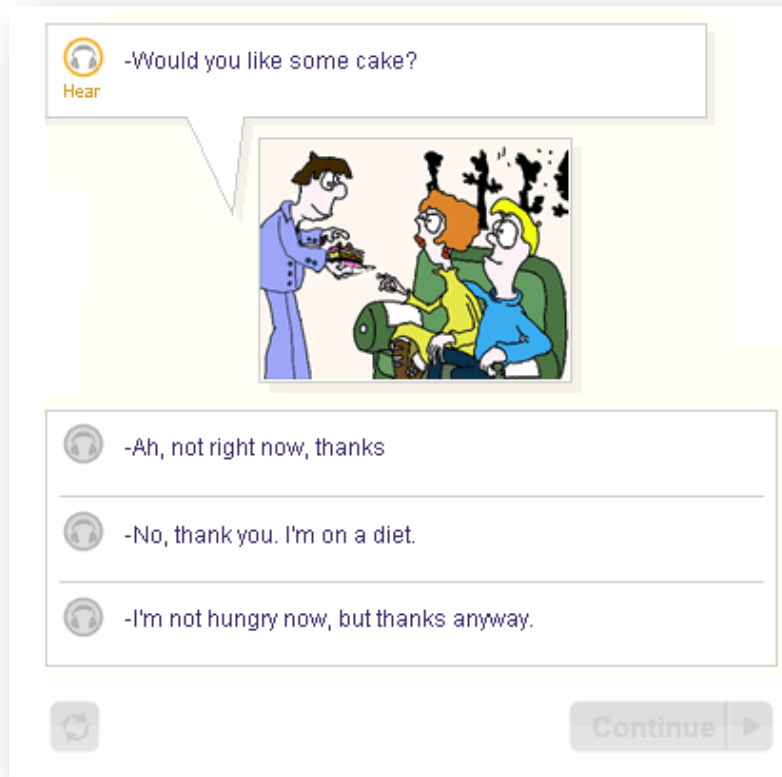 -Would you like some cake?
Hear
-Ah, not right now, thanks
-No, thank you. I'm on a diet.
-I'm not hungry now, but thanks anyway.
Continue